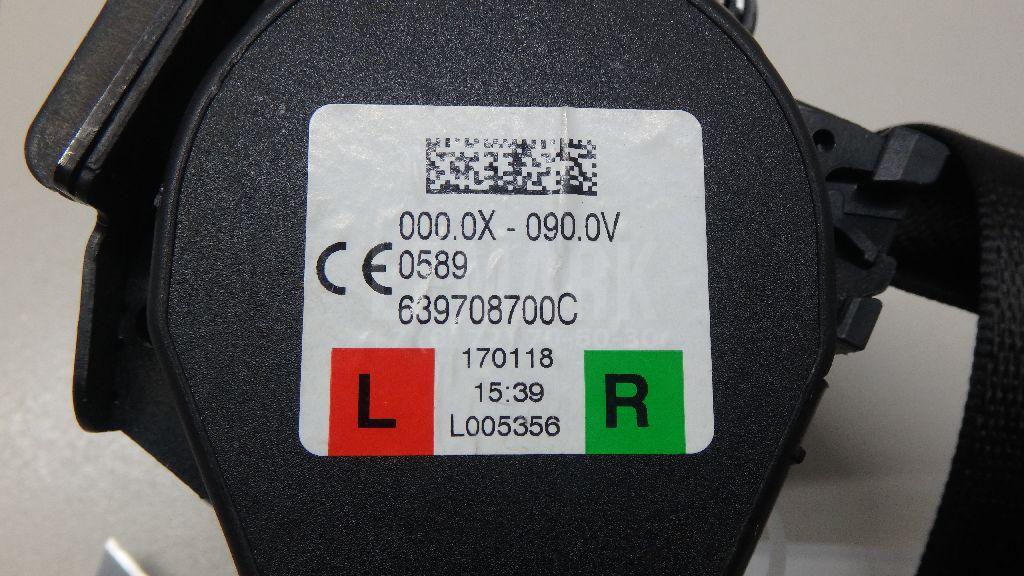 000.0X - 090.0V
CE 0589
639708700C
170118
15:39
L005356
L
R